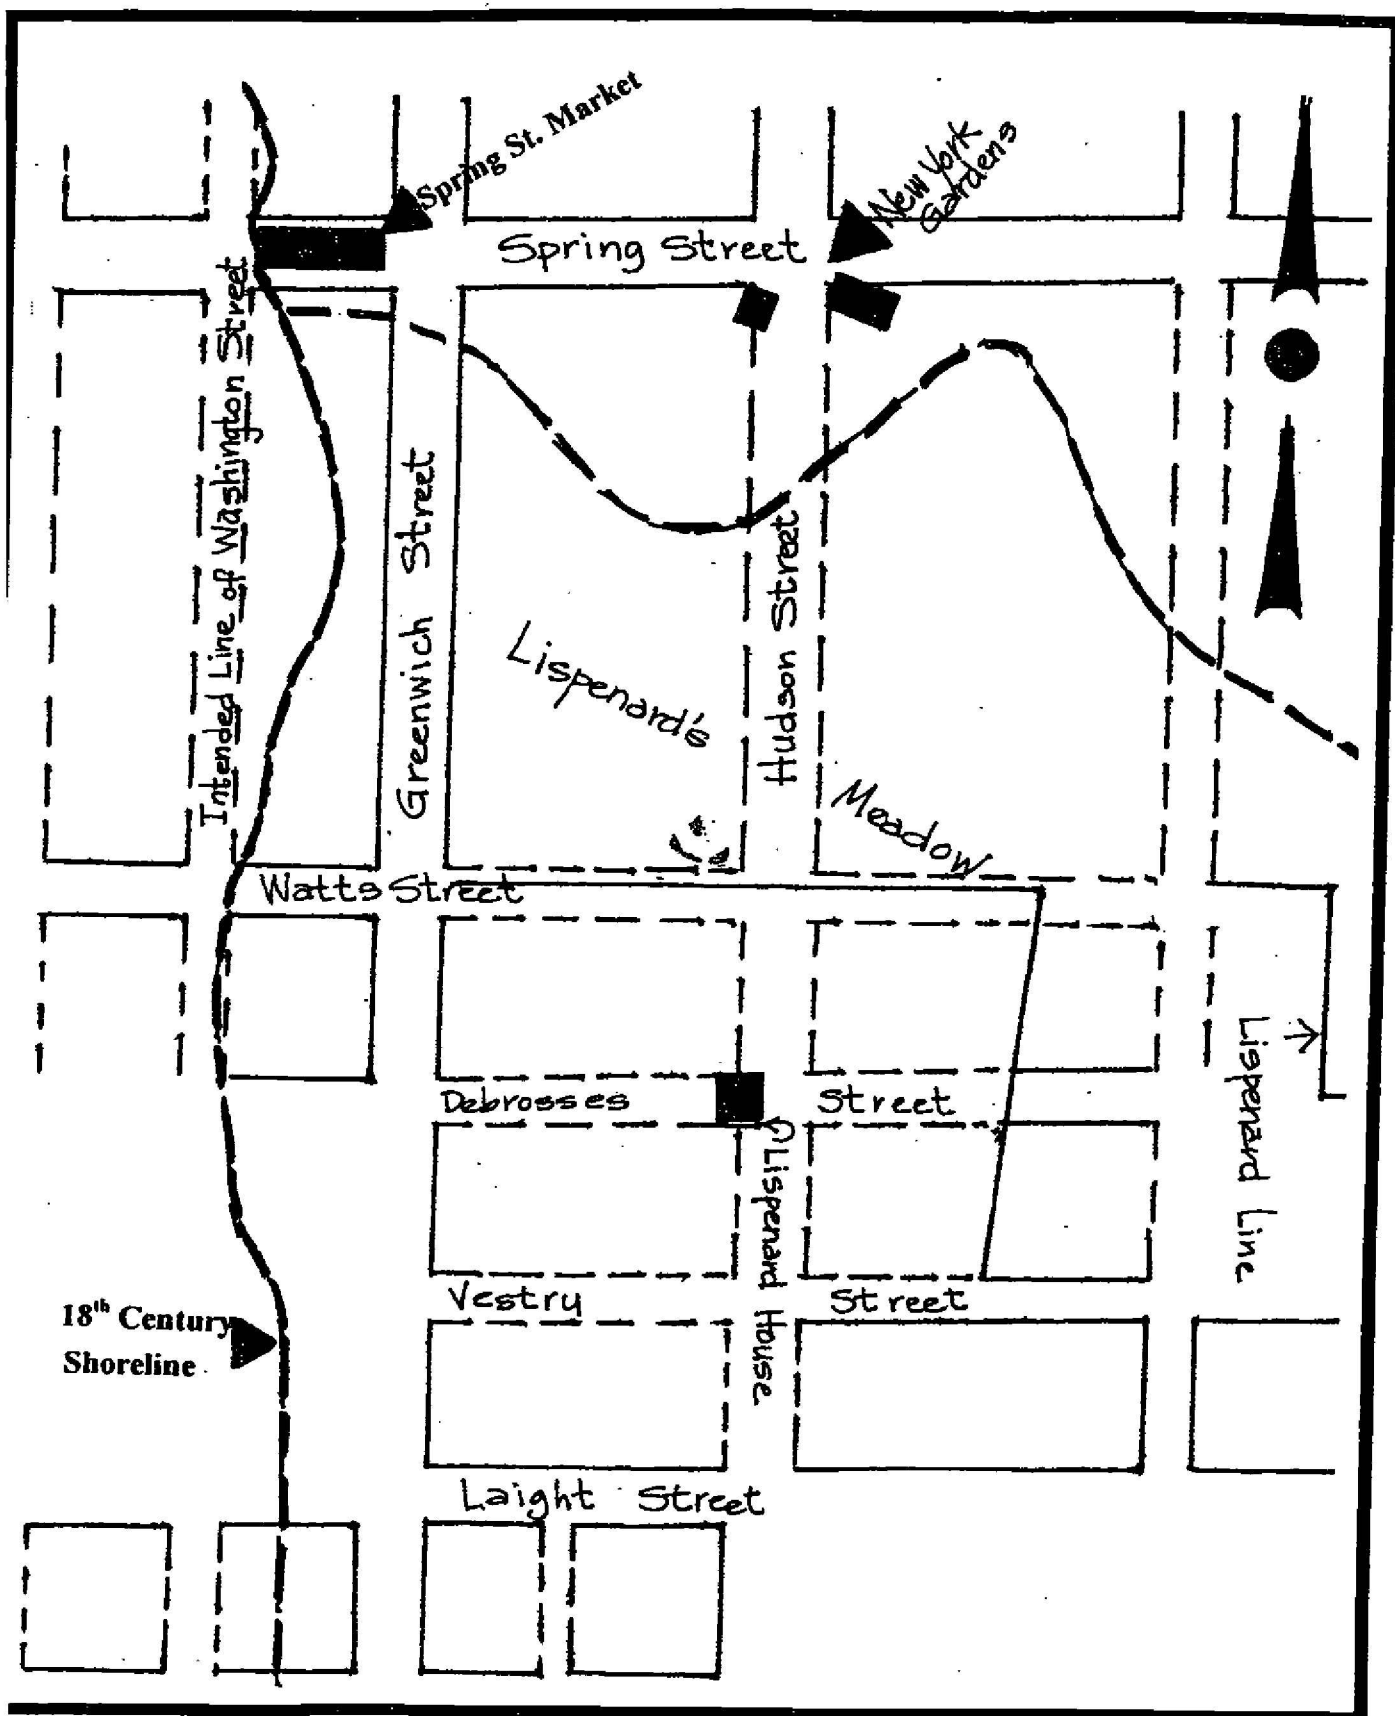 Spring St. Market
New York
Gardens
Spring Street
Intended Line of Washington Street
Greenwich Street
Hudson Street
Lispenard's
Meadow
Watts Street
Debrosses Street
Lispenard Line
Lispenard House
Vestry Street
18th Century
Shoreline
Laight Street